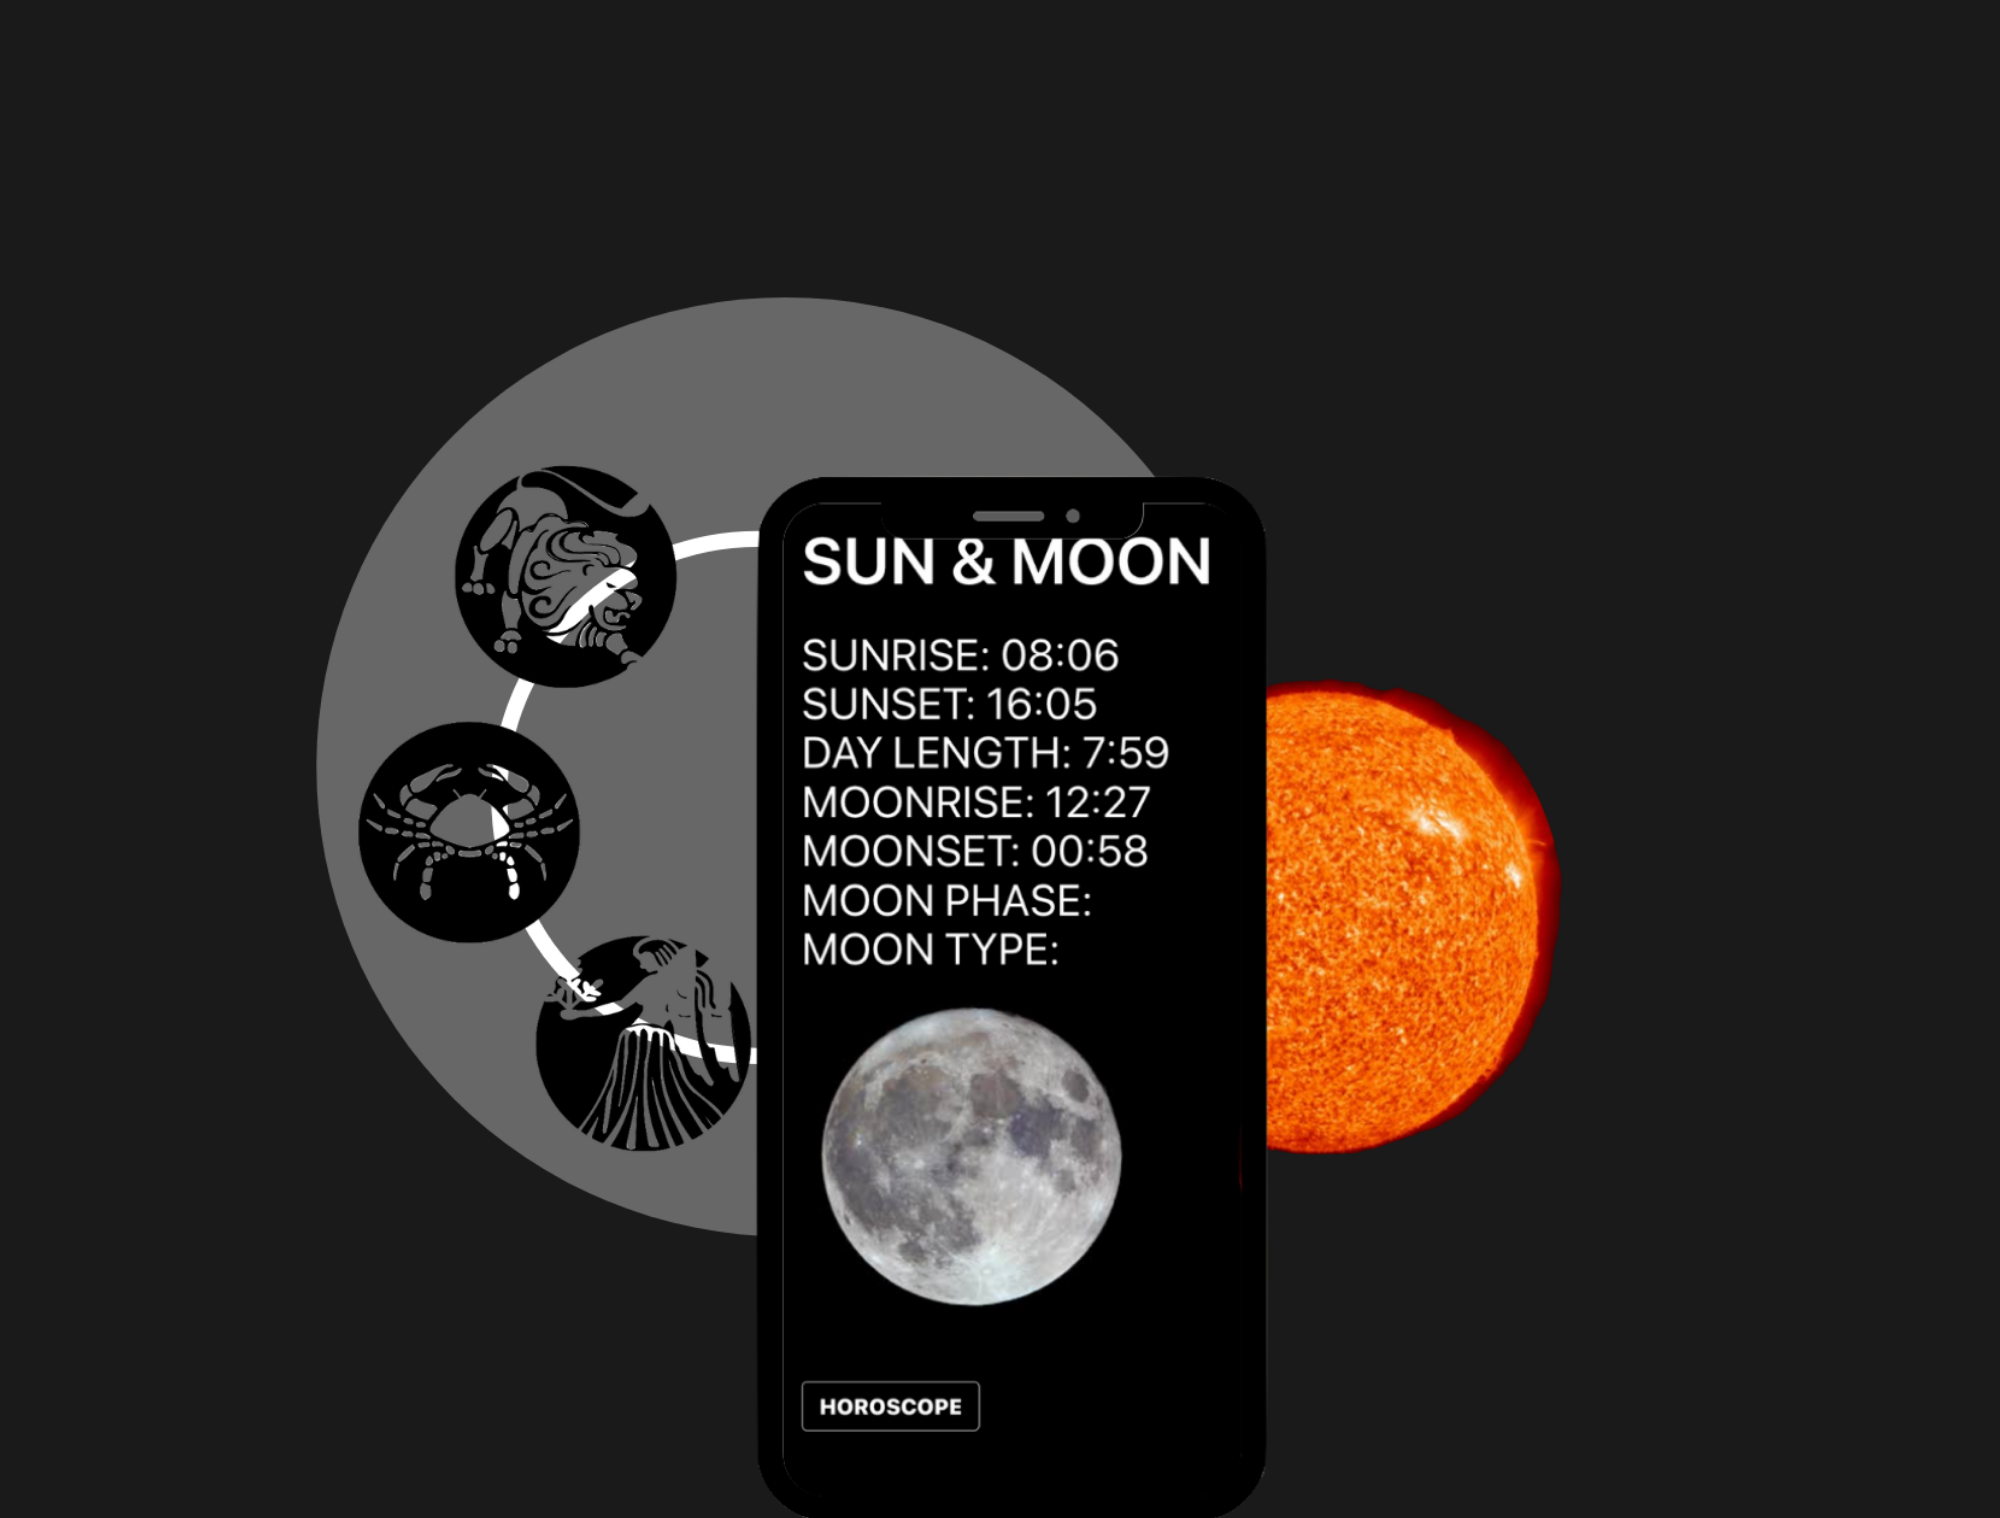 SUN & MOON
SUNRISE: 08:06
SUNSET: 16:05
DAY LENGTH: 7:59
MOONRISE: 12:27
MOONSET: 00:58
MOON PHASE:
MOON TYPE:
HOROSCOPE